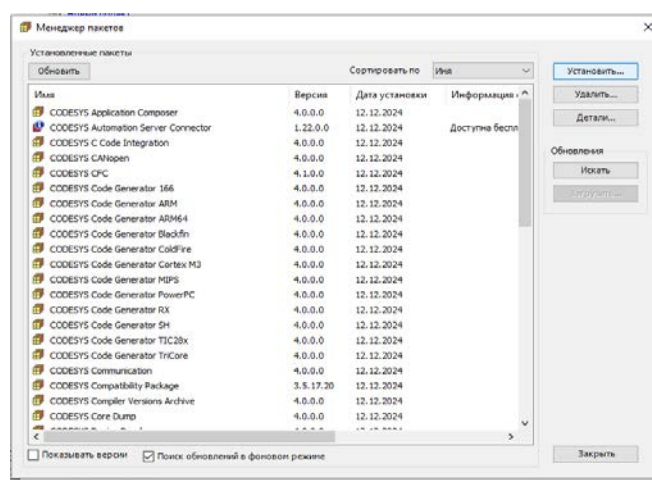 Менеджер пакетов
Установленные пакеты
Обновить
Сортировать по
Имя
Установить...
Имя Версия Дата установки Информация
Удалить...
CODESYS Application Composer 4.0.0.0 12.12.2024
CODESYS Automation Server Connector 1.22.0.0 12.12.2024 Доступна беспл
Детали...
CODESYS C Code Integration 4.0.0.0 12.12.2024
CODESYS CANopen 4.0.0.0 12.12.2024
Обновления
CODESYS CFC 4.1.0.0 12.12.2024
Искать
CODESYS Code Generator 166 4.0.0.0 12.12.2024
CODESYS Code Generator ARM 4.0.0.0 12.12.2024
Загрузить...
CODESYS Code Generator ARM64 4.0.0.0 12.12.2024
CODESYS Code Generator Blackfin 4.0.0.0 12.12.2024
CODESYS Code Generator ColdFire 4.0.0.0 12.12.2024
CODESYS Code Generator Cortex M3 4.0.0.0 12.12.2024
CODESYS Code Generator MIPS 4.0.0.0 12.12.2024
CODESYS Code Generator PowerPC 4.0.0.0 12.12.2024
CODESYS Code Generator RX 4.0.0.0 12.12.2024
CODESYS Code Generator SH 4.0.0.0 12.12.2024
CODESYS Code Generator TIC28x 4.0.0.0 12.12.2024
CODESYS Code Generator TriCore 4.0.0.0 12.12.2024
CODESYS Communication 4.0.0.0 12.12.2024
CODESYS Compatibility Package 3.5.17.20 12.12.2024
CODESYS Compiler Versions Archive 4.0.0.0 12.12.2024
CODESYS Core Dump 4.0.0.0 12.12.2024
Показывать версии
Поиск обновлений в фоновом режиме
Закрыть